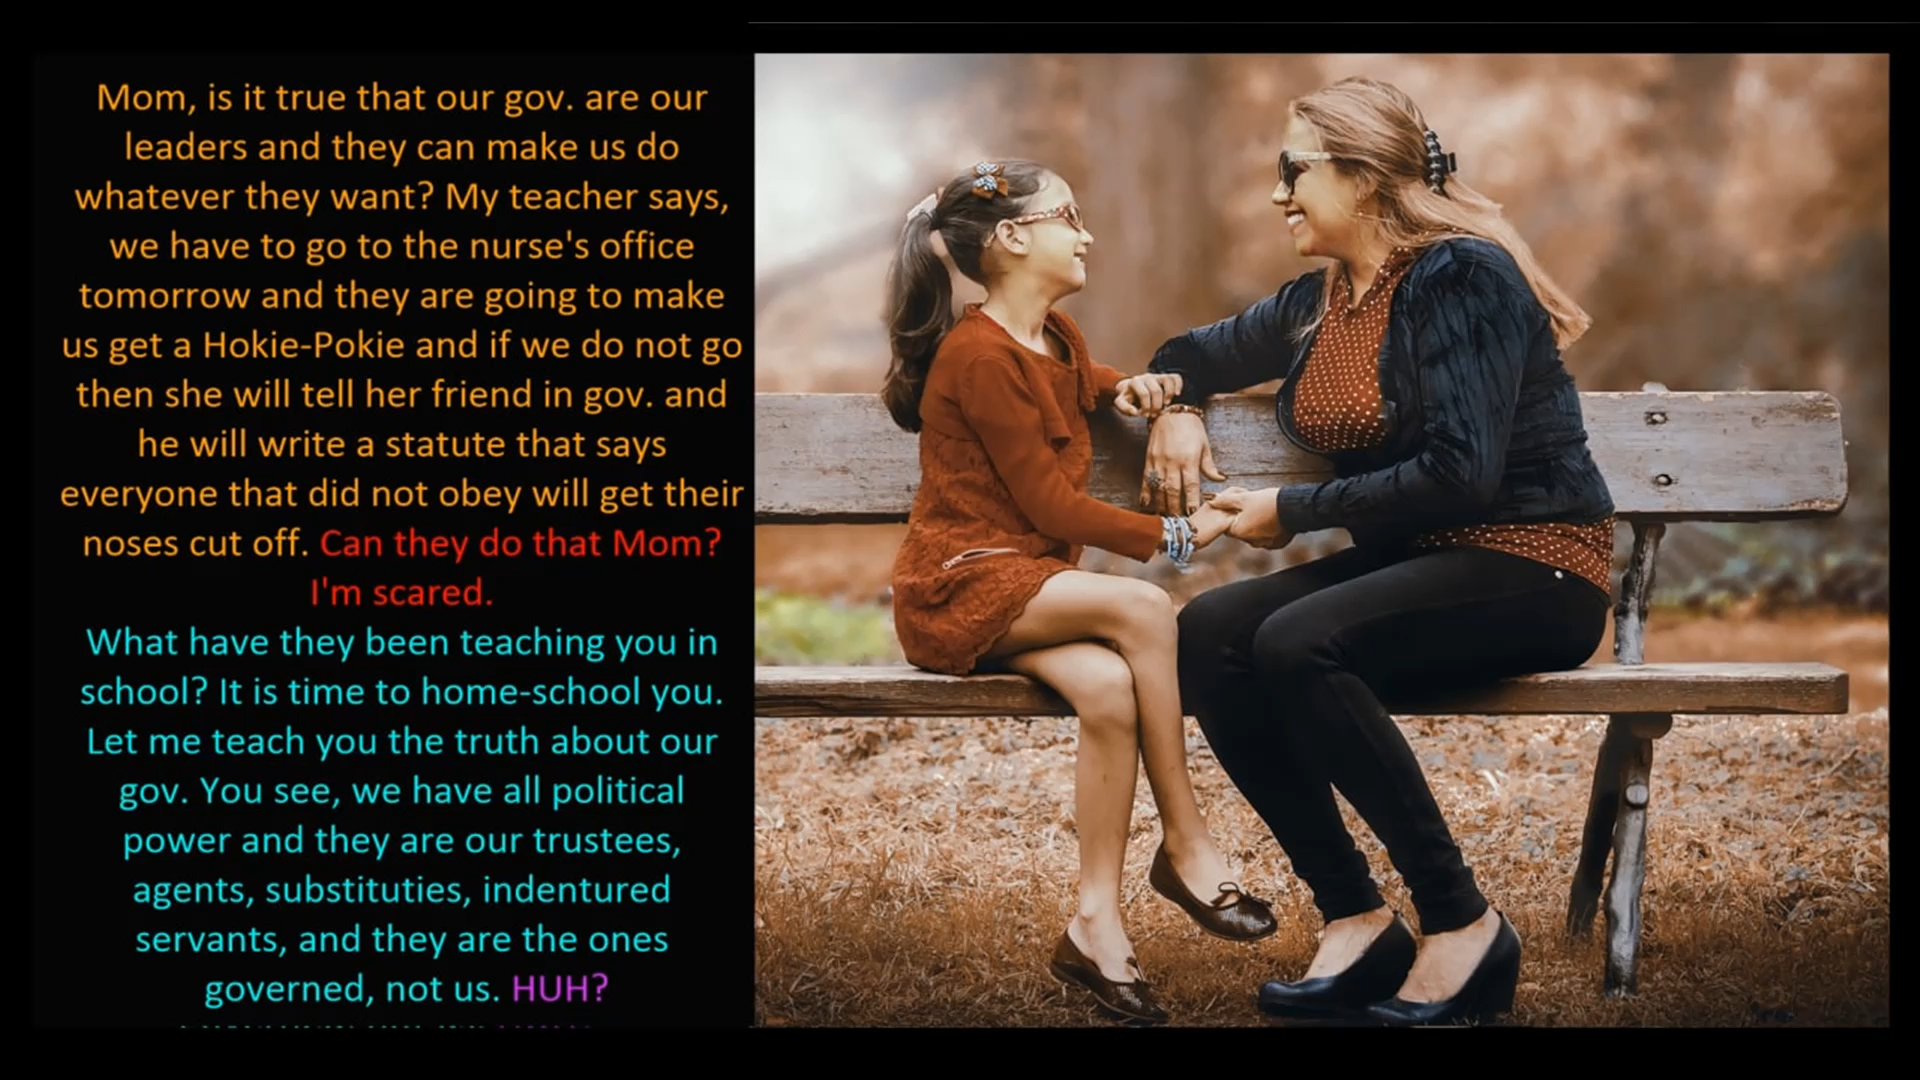 Mom, is it true that our gov. are our
leaders and they can make us do
whatever they want? My teacher says,
we have to go to the nurse's office
tomorrow and they are going to make
us get a Hokie-Pokie and if we do not go
then she will tell her friend in gov. and
he will write a statute that says
everyone that did not obey will get their
noses cut off. Can they do that Mom?
I'm scared.
What have they been teaching you in
school? It is time to home-school you.
Let me teach you the truth about our
gov. You see, we have all political
power and they are our trustees,
agents, substituties, indentured
servants, and they are the ones
governed, not us. HUH?